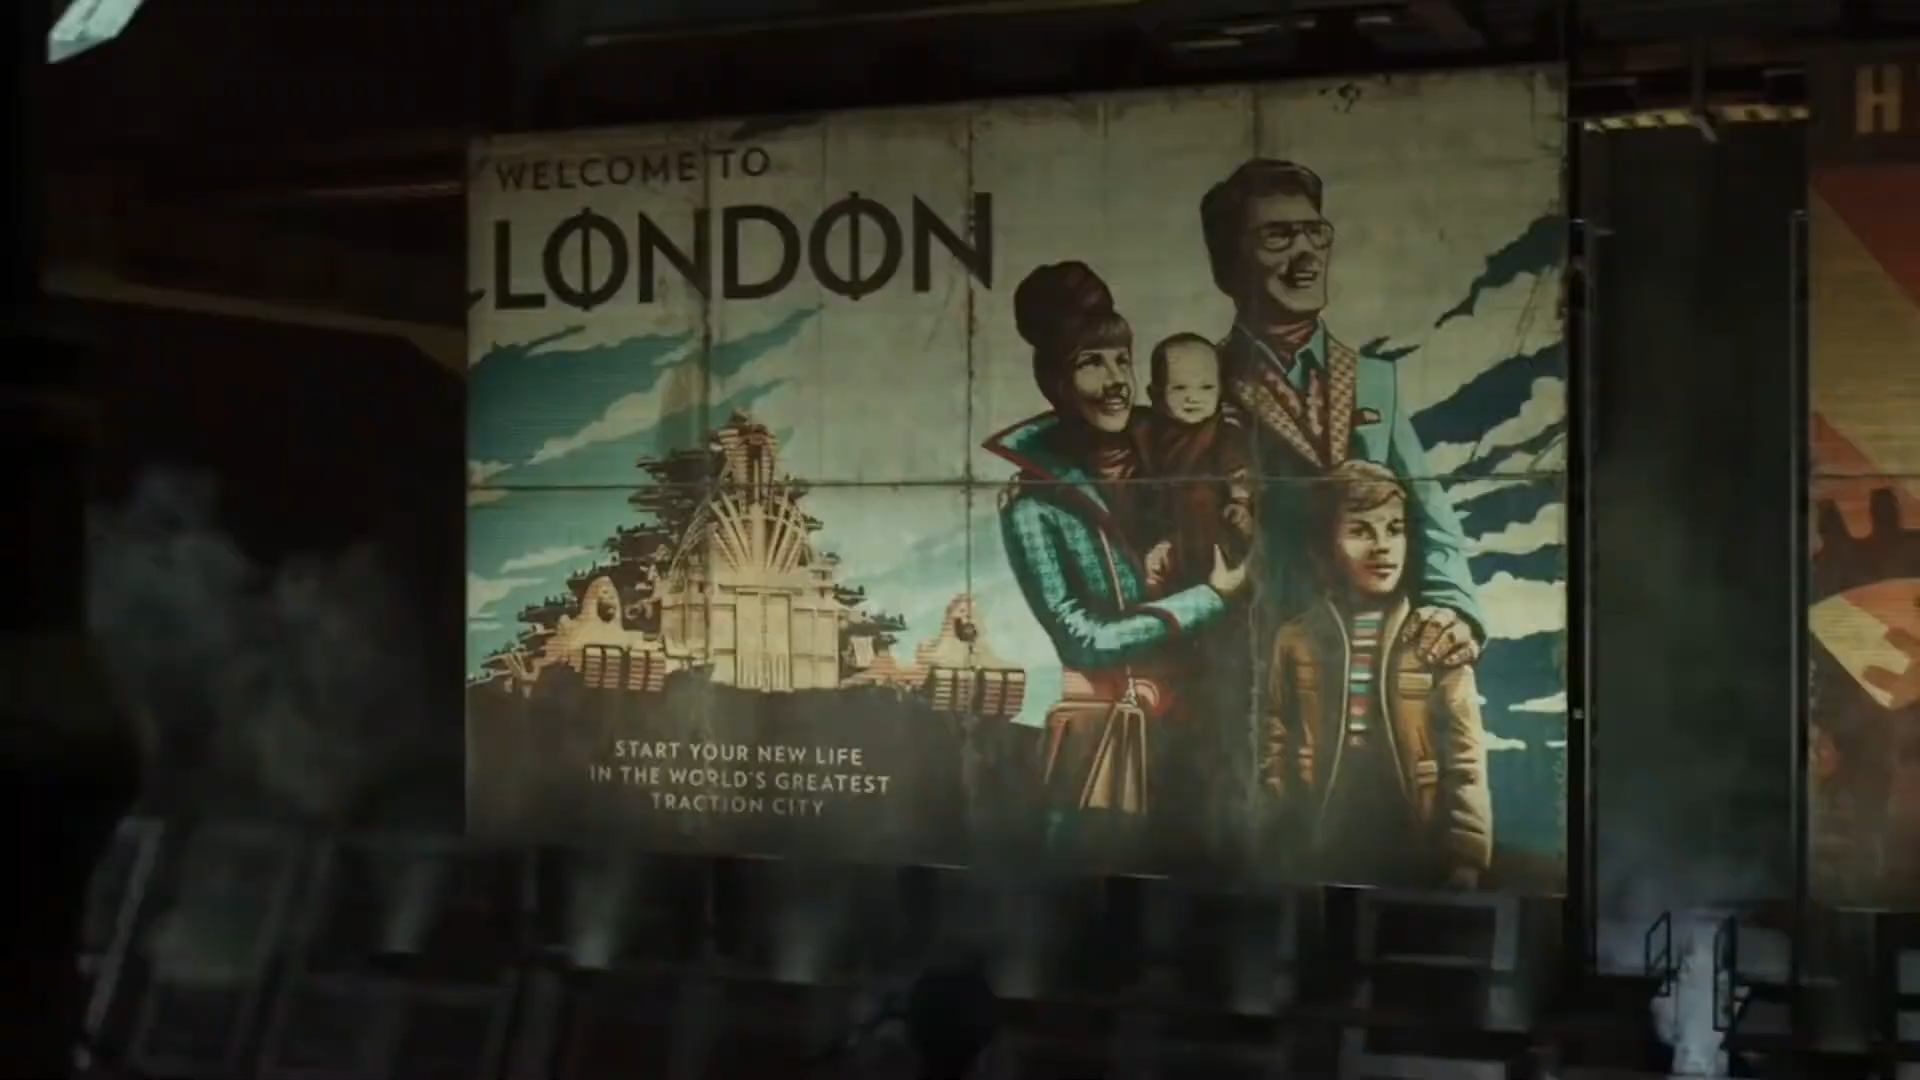 WELCOME TO
LONDON
START YOUR NEW LIFE
IN THE WORLD'S GREATEST
TRACTION CITY
H